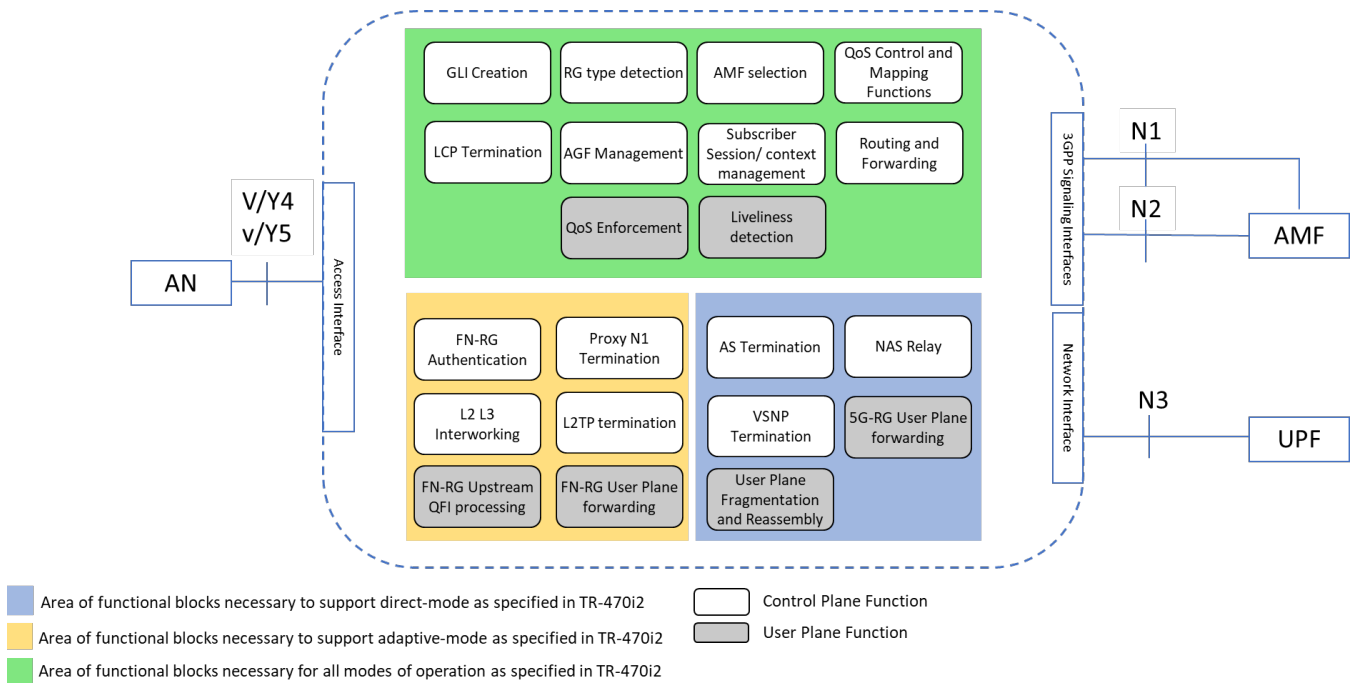 GLI Creation
RG type detection
AMF selection
QoS Control and
Mapping
Functions
LCP Termination
AGF Management
Subscriber
Session/ context
management
Routing and
Forwarding
QoS Enforcement
Liveliness
detection
V/Y4
v/Y5
AN
Access Interface
3GPP Signaling Interfaces
N1
N2
AMF
FN-RG
Authentication
Proxy N1
Termination
AS Termination
NAS Relay
L2 L3
Interworking
L2TP termination
VSNP
Termination
5G-RG User Plane
forwarding
FN-RG Upstream
QFI processing
FN-RG User Plane
forwarding
User Plane
Fragmentation
and Reassembly
Network Interface
N3
UPF
Area of functional blocks necessary to support direct-mode as specified in TR-470i2
Area of functional blocks necessary to support adaptive-mode as specified in TR-470i2
Area of functional blocks necessary for all modes of operation as specified in TR-470i2
Control Plane Function
User Plane Function